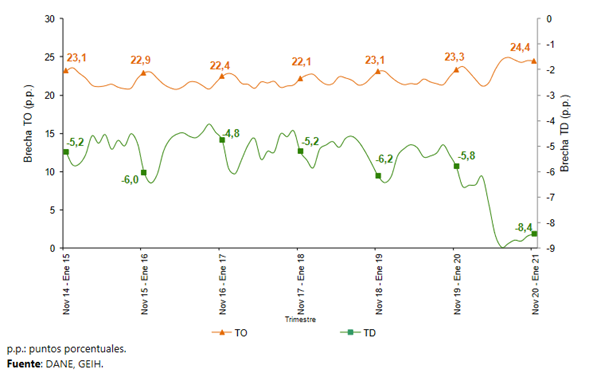 Brecha TO (p.p.)
30
25
20
15
10
5
0
23,1
22,9
22,4
22,1
23,1
23,3
24,4
-5,2
-6,0
-4,8
-5,2
-6,2
-5,8
-8,4
0
-1
-2
-3
-4
-5
-6
-7
-8
-9
Brecha TD (p.p.)
Nov 14 - Ene 15
Nov 15 - Ene 16
Nov 16 - Ene 17
Nov 17 - Ene 18
Nov 18 - Ene 19
Nov 19 - Ene 20
Nov 20 - Ene 21
Trimestre
TO
TD
p.p.: puntos porcentuales.
Fuente: DANE, GEIH.